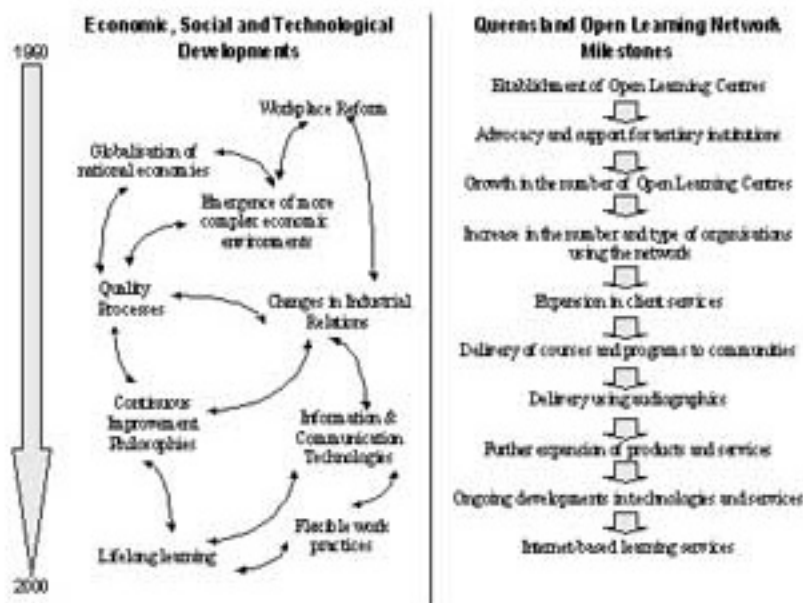 Economic, Social and Technological
Developments
1990
Workplace Reform
Globalisation of
national economies
Emergence of more
complex economic
environments
Quality
Processes
Changes in Industrial
Relations
Continuous
Improvement
Philosophies
Information &
Communication
Technologies
Flexible work
practices
Lifelong learning
2000
Queensland Open Learning Network
Milestones
Establishment of Open Learning Centres
Advocacy and support for tertiary institutions
Growth in the number of Open Learning Centres
Increase in the number and type of organisations
using the network
Expansion in client services
Delivery of courses and programs to communities
Delivery using audiographics
Further expansion of products and services
Ongoing developments in technologies and services
Internet/based learning services